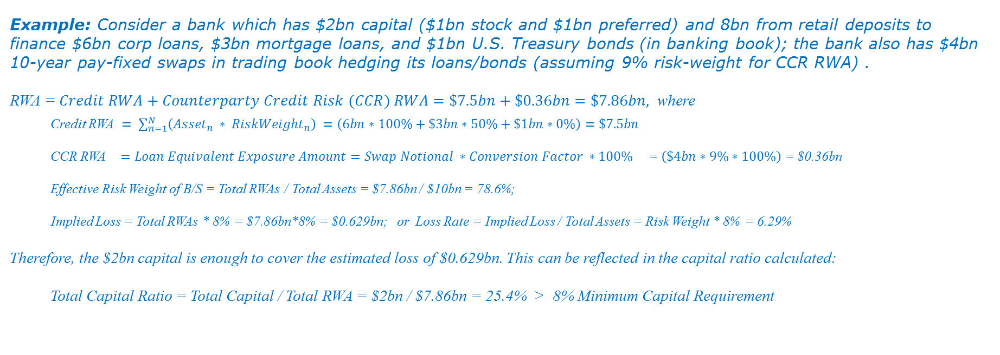 Example: Consider a bank which has $2bn capital ($1bn stock and $1bn preferred) and 8bn from retail deposits to
finance $6bn corp loans, $3bn mortgage loans, and $1bn U.S. Treasury bonds (in banking book); the bank also has $4bn
10-year pay-fixed swaps in trading book hedging its loans/bonds (assuming 9% risk-weight for CCR RWA) .
RWA = Credit RWA + Counterparty Credit Risk (CCR) RWA = $7.5bn + $0.36bn = $7.86bn, where
Credit RWA = ∑ᴺₙ₌₁(Assetₙ * RiskWeightₙ) = (6bn * 100% + $3bn * 50% + $1bn * 0%) = $7.5bn
CCR RWA = Loan Equivalent Exposure Amount = Swap Notional * Conversion Factor * 100% = ($4bn * 9% * 100%) = $0.36bn
Effective Risk Weight of B/S = Total RWAs / Total Assets = $7.86bn / $10bn = 78.6%;
Implied Loss = Total RWAs * 8% = $7.86bn*8% = $0.629bn; or Loss Rate = Implied Loss / Total Assets = Risk Weight * 8% = 6.29%
Therefore, the $2bn capital is enough to cover the estimated loss of $0.629bn. This can be reflected in the capital ratio calculated:
Total Capital Ratio = Total Capital / Total RWA = $2bn / $7.86bn = 25.4% > 8% Minimum Capital Requirement